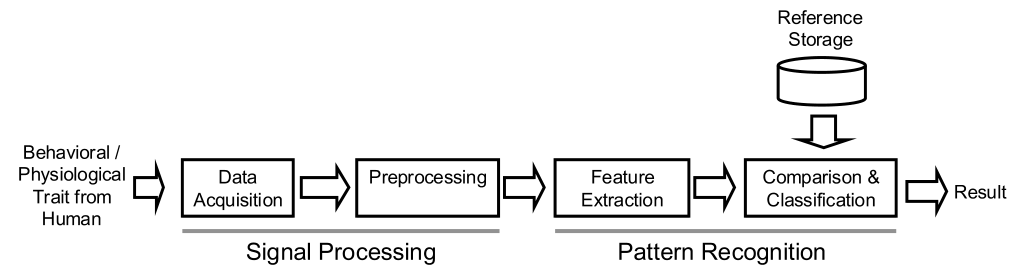 Reference
Storage
Behavioral /
Physiological
Trait from
Human
Data
Acquisition
Preprocessing
Feature
Extraction
Comparison &
Classification
Result
Signal Processing
Pattern Recognition